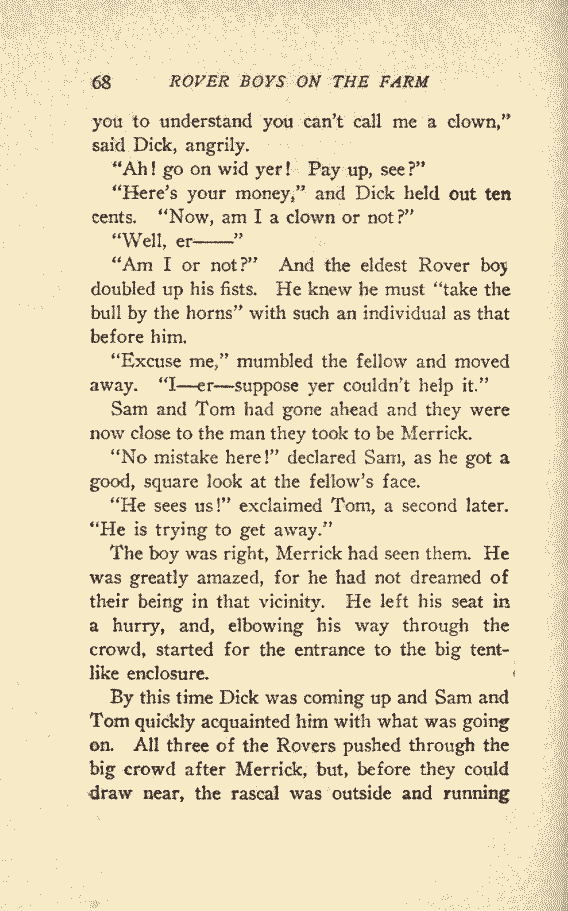 68 ROVER BOYS ON THE FARM
you to understand you can't call me a clown,"
said Dick, angrily.
"Ah! go on wid yer! Pay up, see?"
"Here's your money," and Dick held out ten
cents. "Now, am I a clown or not?"
"Well, er——"
"Am I or not?" And the eldest Rover boy
doubled up his fists. He knew he must "take the
bull by the horns" with such an individual as that
before him.
"Excuse me," mumbled the fellow and moved
away. "I—er—suppose yer couldn't help it."
Sam and Tom had gone ahead and they were
now close to the man they took to be Merrick.
"No mistake here!" declared Sam, as he got a
good, square look at the fellow's face.
"He sees us!" exclaimed Tom, a second later.
"He is trying to get away."
The boy was right, Merrick had seen them. He
was greatly amazed, for he had not dreamed of
their being in that vicinity. He left his seat in
a hurry, and, elbowing his way through the
crowd, started for the entrance to the big tent-
like enclosure.
By this time Dick was coming up and Sam and
Tom quickly acquainted him with what was going
on. All three of the Rovers pushed through the
big crowd after Merrick, but, before they could
draw near, the rascal was outside and running